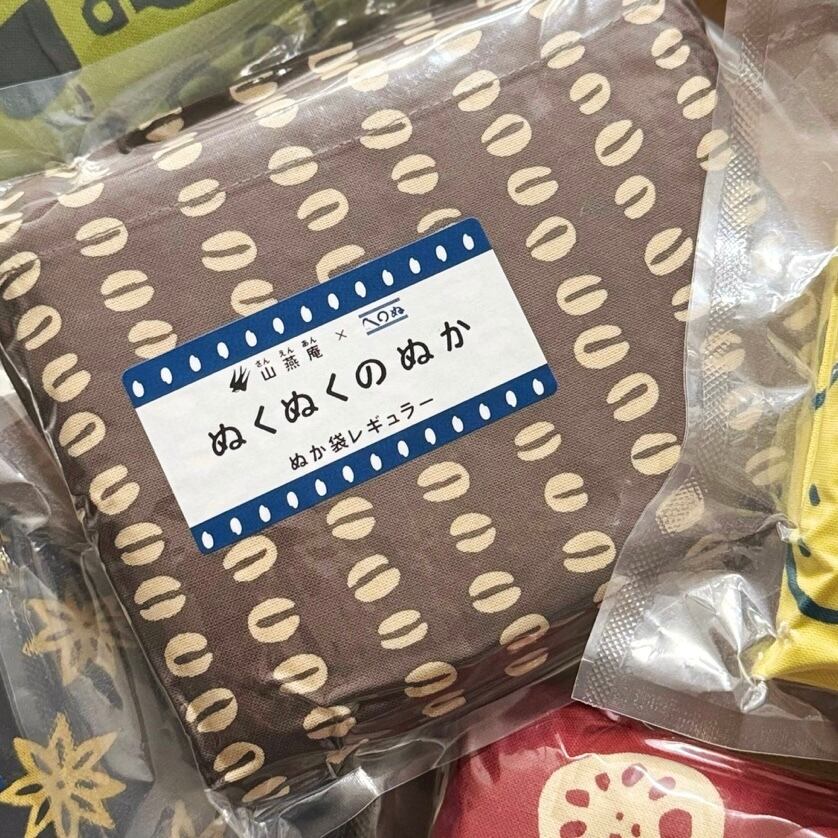 さんえんあん
山燕庵 × へのぬ
ぬくぬくのぬか
ぬか袋レギュラー